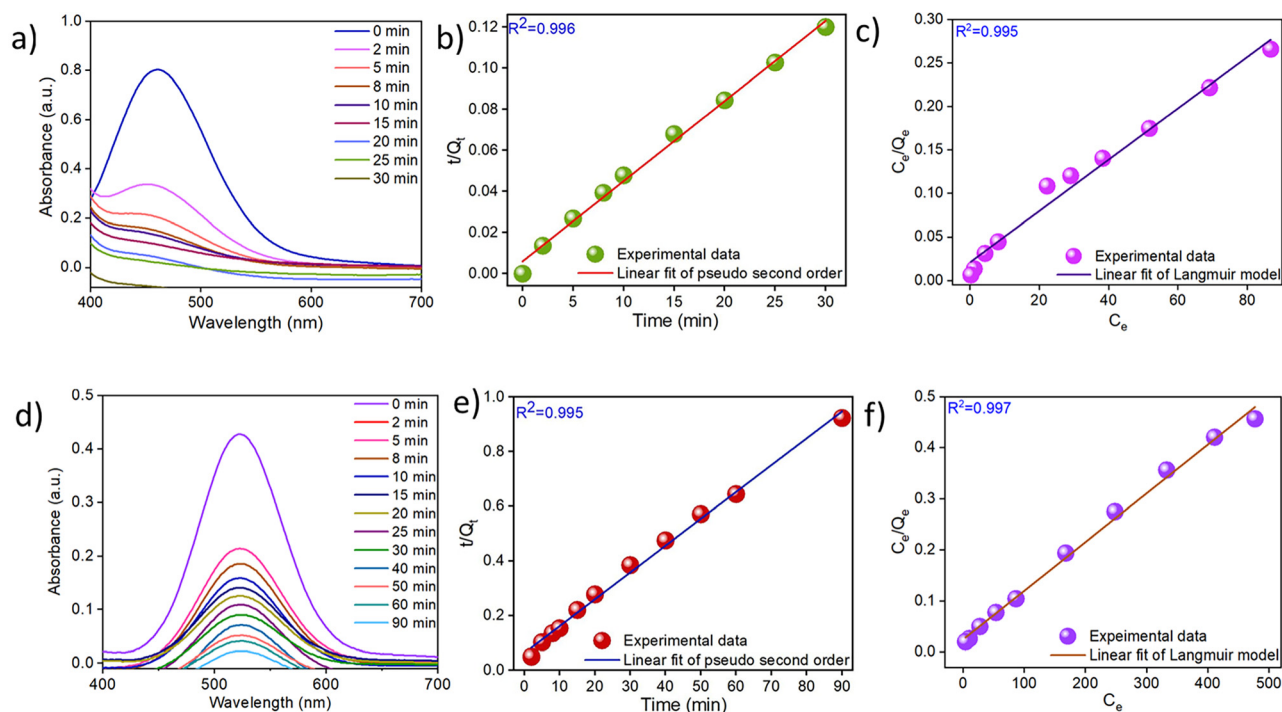 a)
0 min
2 min
5 min
8 min
10 min
15 min
20 min
25 min
30 min
0.8
0.6
0.4
0.2
0.0
400 500 600 700
Absorbance (a.u.)
Wavelength (nm)
b)
R²=0.996
0.12
0.10
0.08
0.06
0.04
0.02
0.00
0 5 10 15 20 25 30
t/Qt
Time (min)
Experimental data
Linear fit of pseudo second order
c)
R²=0.995
0.30
0.25
0.20
0.15
0.10
0.05
0.00
0 20 40 60 80
Ce/Qe
Ce
Experimental data
Linear fit of Langmuir model
d)
0 min
2 min
5 min
8 min
10 min
15 min
20 min
25 min
30 min
40 min
50 min
60 min
90 min
0.5
0.4
0.3
0.2
0.1
0.0
400 500 600 700
Absorbance (a.u.)
Wavelength (nm)
e)
R²=0.995
1.0
0.8
0.6
0.4
0.2
0.0
0 10 20 30 40 50 60 70 80 90
t/Qt
Time (min)
Experimental data
Linear fit of pseudo second order
f)
R²=0.997
0.5
0.4
0.3
0.2
0.1
0.0
0 100 200 300 400 500
Ce/Qe
Ce
Expeimental data
Linear fit of Langmuir model